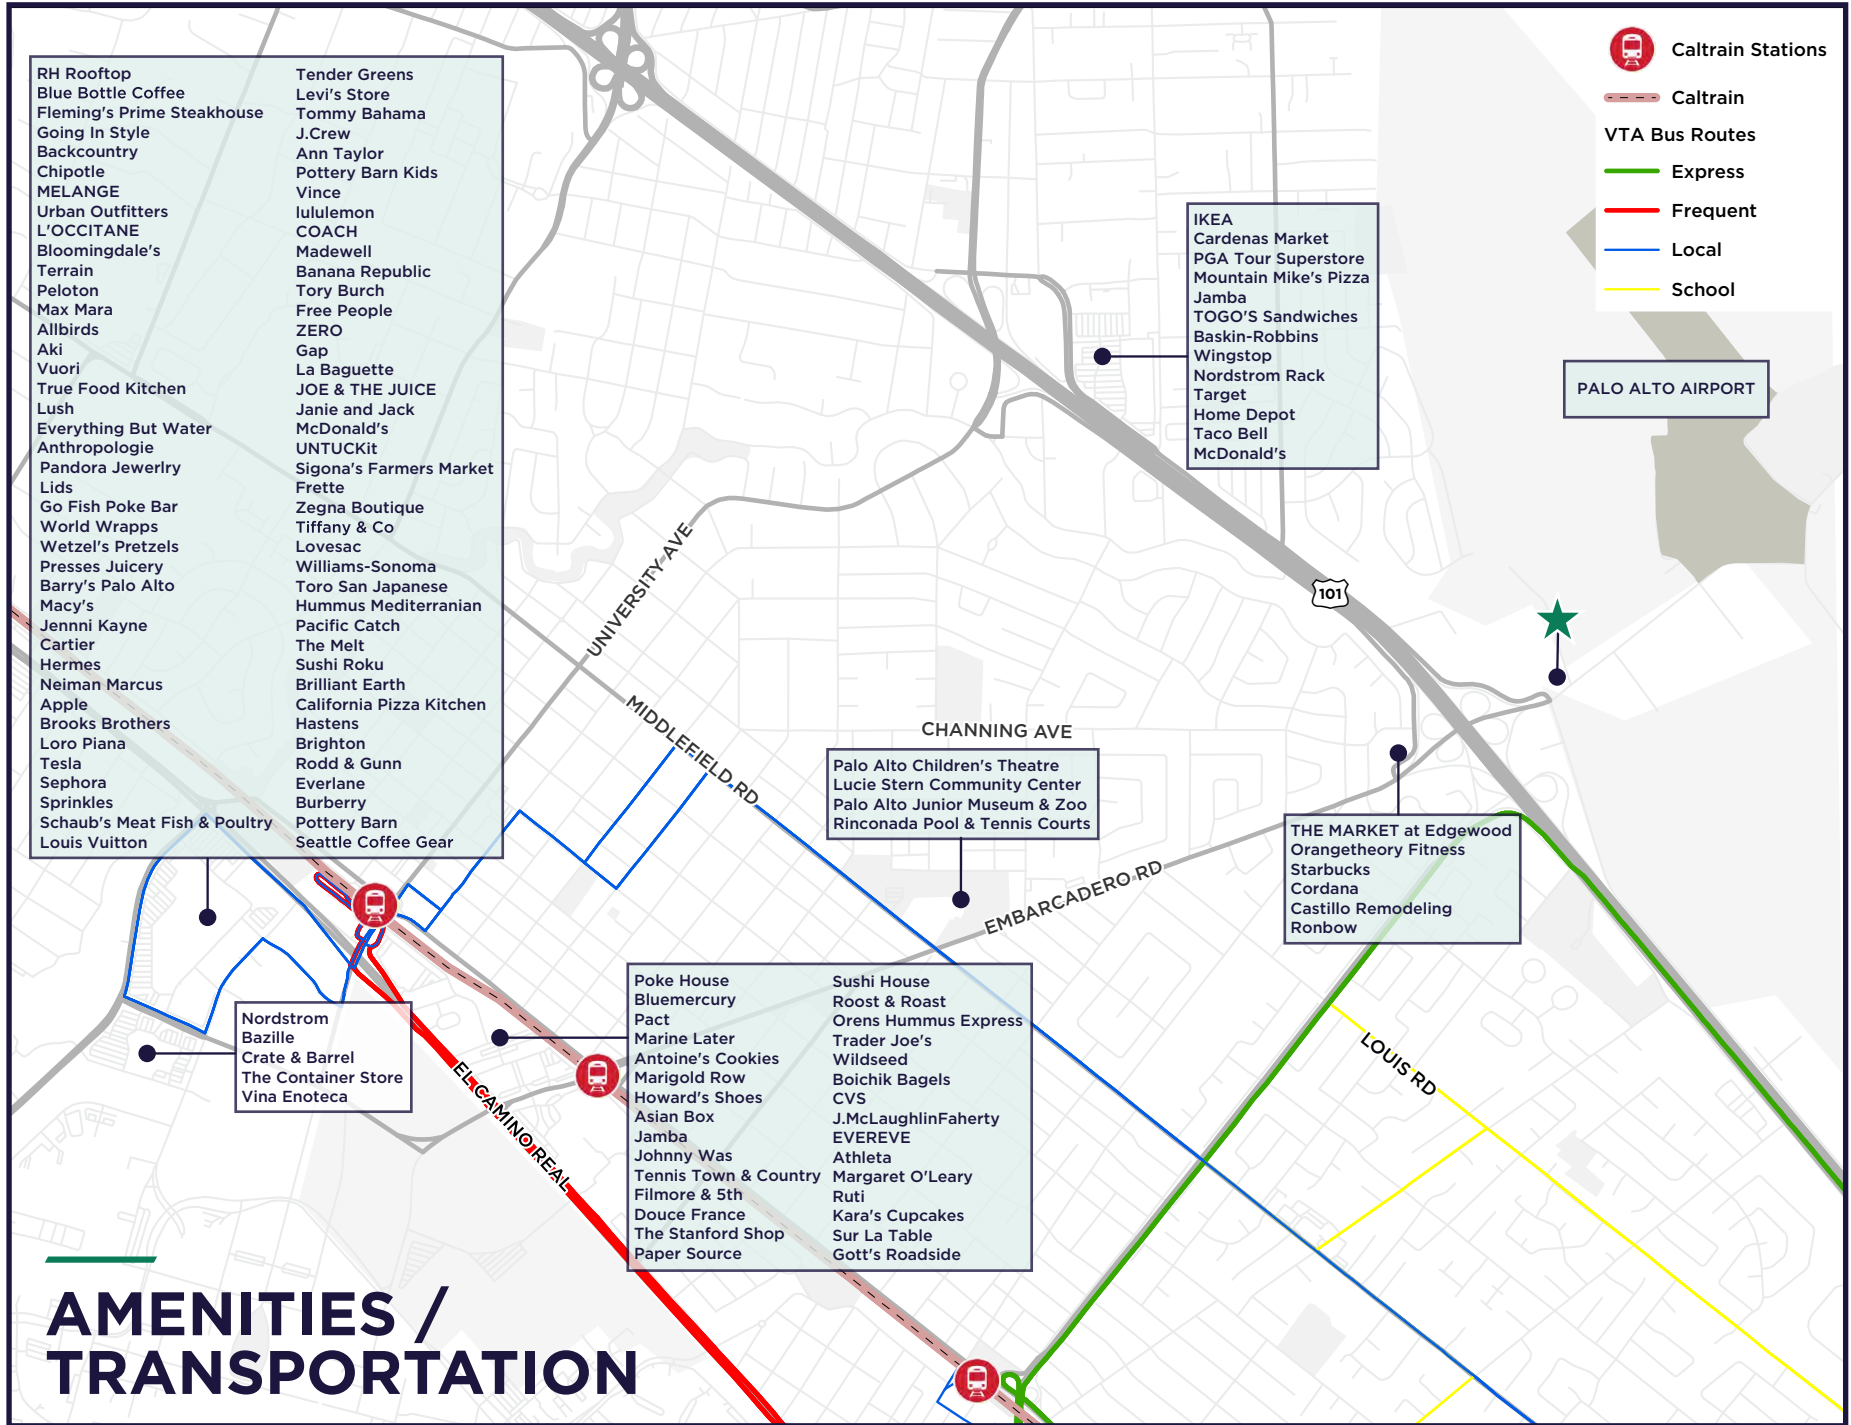 RH Rooftop
Blue Bottle Coffee
Fleming's Prime Steakhouse
Going In Style
Backcountry
Chipotle
MELANGE
Urban Outfitters
L'OCCITANE
Bloomingdale's
Terrain
Peloton
Max Mara
Allbirds
Aki
Vuori
True Food Kitchen
Lush
Everything But Water
Anthropologie
Pandora Jewerlry
Lids
Go Fish Poke Bar
World Wrapps
Wetzel's Pretzels
Presses Juicery
Barry's Palo Alto
Macy's
Jennni Kayne
Cartier
Hermes
Neiman Marcus
Apple
Brooks Brothers
Loro Piana
Tesla
Sephora
Sprinkles
Schaub's Meat Fish & Poultry
Louis Vuitton
Tender Greens
Levi's Store
Tommy Bahama
J.Crew
Ann Taylor
Pottery Barn Kids
Vince
lululemon
COACH
Madewell
Banana Republic
Tory Burch
Free People
ZERO
Gap
La Baguette
JOE & THE JUICE
Janie and Jack
McDonald's
UNTUCKit
Sigona's Farmers Market
Frette
Zegna Boutique
Tiffany & Co
Lovesac
Williams-Sonoma
Toro San Japanese
Hummus Mediterranian
Pacific Catch
The Melt
Sushi Roku
Brilliant Earth
California Pizza Kitchen
Hastens
Brighton
Rodd & Gunn
Everlane
Burberry
Pottery Barn
Seattle Coffee Gear
Caltrain Stations
Caltrain
VTA Bus Routes
Express
Frequent
Local
School
IKEA
Cardenas Market
PGA Tour Superstore
Mountain Mike's Pizza
Jamba
TOGO'S Sandwiches
Baskin-Robbins
Wingstop
Nordstrom Rack
Target
Home Depot
Taco Bell
McDonald's
PALO ALTO AIRPORT
101
UNIVERSITY AVE
MIDDLEFIELD RD
CHANNING AVE
Palo Alto Children's Theatre
Lucie Stern Community Center
Palo Alto Junior Museum & Zoo
Rinconada Pool & Tennis Courts
EMBARCADERO RD
THE MARKET at Edgewood
Orangetheory Fitness
Starbucks
Cordana
Castillo Remodeling
Ronbow
Nordstrom
Bazille
Crate & Barrel
The Container Store
Vina Enoteca
EL CAMINO REAL
Poke House
Bluemercury
Pact
Marine Later
Antoine's Cookies
Marigold Row
Howard's Shoes
Asian Box
Jamba
Johnny Was
Tennis Town & Country
Filmore & 5th
Douce France
The Stanford Shop
Paper Source
Sushi House
Roost & Roast
Orens Hummus Express
Trader Joe's
Wildseed
Boichik Bagels
CVS
J.McLaughlinFaherty
EVEREVE
Athleta
Margaret O'Leary
Ruti
Kara's Cupcakes
Sur La Table
Gott's Roadside
LOUIS RD
AMENITIES /
TRANSPORTATION